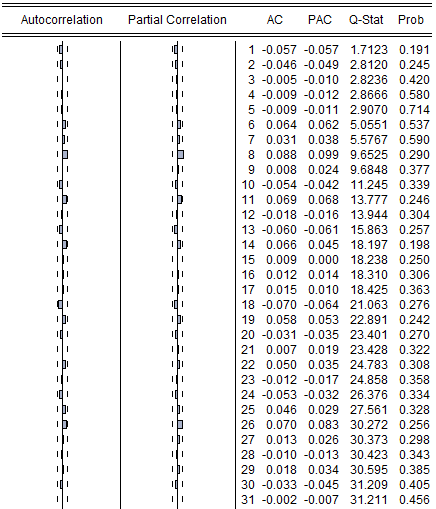 Autocorrelation Partial Correlation AC PAC Q-Stat Prob
1 -0.057 -0.057 1.7123 0.191
2 -0.046 -0.049 2.8120 0.245
3 -0.005 -0.010 2.8236 0.420
4 -0.009 -0.012 2.8666 0.580
5 -0.009 -0.011 2.9070 0.714
6 0.064 0.062 5.0551 0.537
7 0.031 0.038 5.5767 0.590
8 0.088 0.099 9.6525 0.290
9 0.008 0.024 9.6848 0.377
10 -0.054 -0.042 11.245 0.339
11 0.069 0.068 13.777 0.246
12 -0.018 -0.016 13.944 0.304
13 -0.060 -0.061 15.863 0.257
14 0.066 0.045 18.197 0.198
15 0.009 0.000 18.238 0.250
16 0.012 0.014 18.310 0.306
17 0.015 0.010 18.425 0.363
18 -0.070 -0.064 21.063 0.276
19 0.058 0.053 22.891 0.242
20 -0.031 -0.035 23.401 0.270
21 0.007 0.019 23.428 0.322
22 0.050 0.035 24.783 0.308
23 -0.012 -0.017 24.858 0.358
24 -0.053 -0.032 26.376 0.334
25 0.046 0.029 27.561 0.328
26 0.070 0.083 30.272 0.256
27 0.013 0.026 30.373 0.298
28 -0.010 -0.013 30.423 0.343
29 0.018 0.034 30.595 0.385
30 -0.033 -0.045 31.209 0.405
31 -0.002 -0.007 31.211 0.456